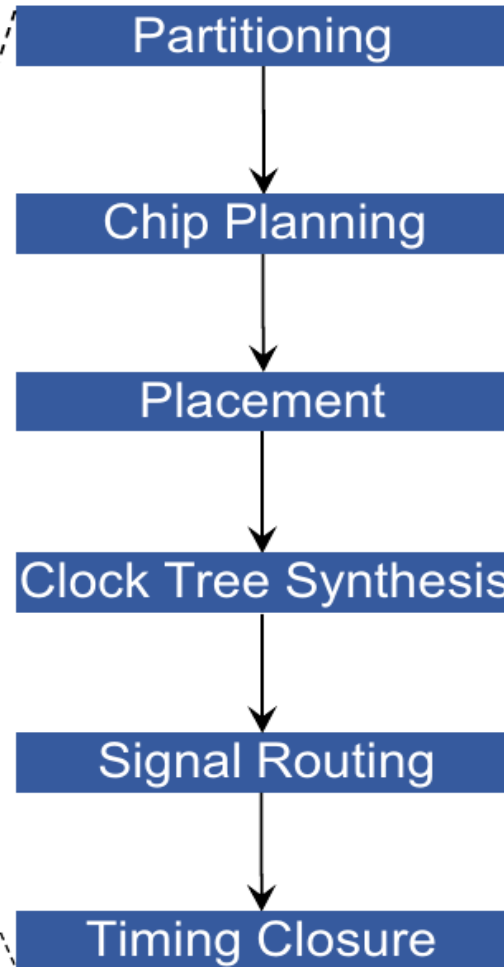 Partitioning
Chip Planning
Placement
Clock Tree Synthesis
Signal Routing
Timing Closure